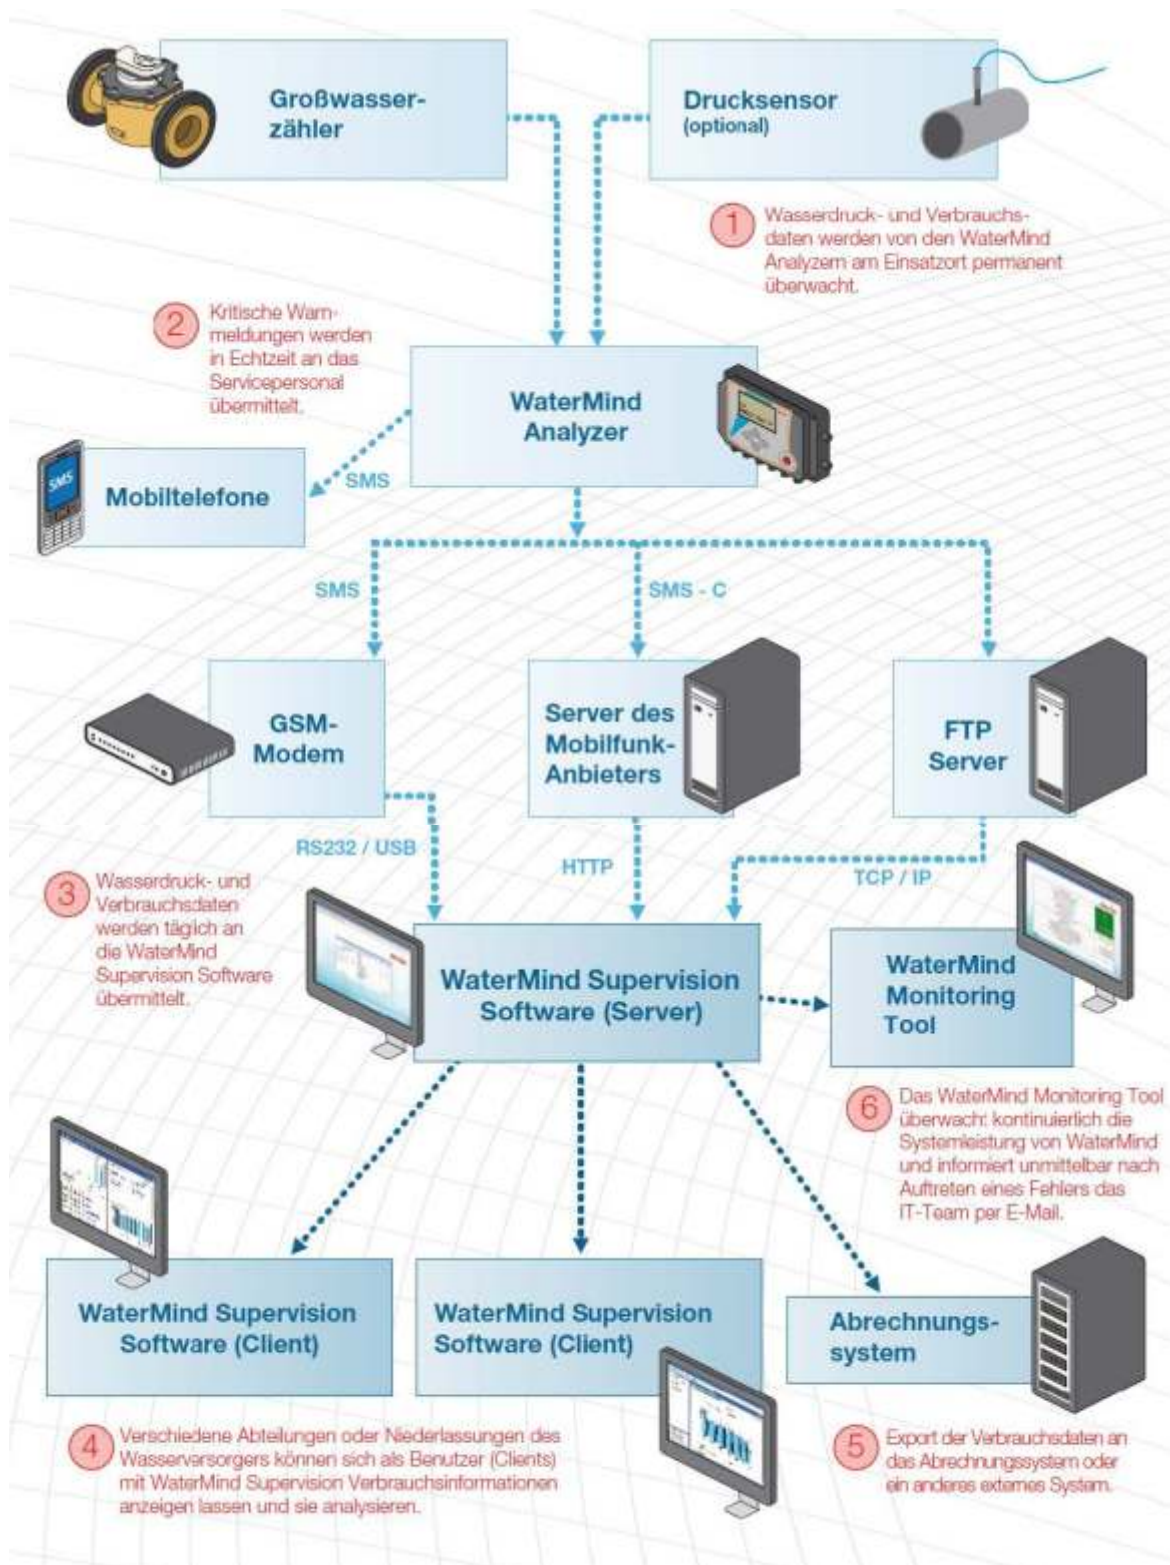 Großwasser-
zähler
Drucksensor
(optional)
1
Wasserdruck- und Verbrauchs-
daten werden von den WaterMind
Analyzern am Einsatzort permanent
überwacht.
2
Kritische Warn-
meldungen werden
in Echtzeit an das
Servicepersonal
übermittelt.
WaterMind
Analyzer
SMS
Mobiltelefone
SMS
SMS
SMS - C
GSM-
Modem
Server des
Mobilfunk-
Anbieters
FTP
Server
RS232 / USB
HTTP
TCP / IP
3
Wasserdruck- und
Verbrauchsdaten
werden täglich an
die WaterMind
Supervision Software
übermittelt.
WaterMind Supervision
Software (Server)
WaterMind
Monitoring
Tool
6
Das WaterMind Monitoring Tool
überwach: kontinuierlich die
Systemleistung von WaterMind
und informiert unmittelbar nach
Auftreten eines Fehlers das
IT-Team per E-Mail.
WaterMind Supervision
Software (Client)
WaterMind Supervision
Software (Client)
Abrechnungs-
system
4
Verschiedene Abteilungen oder Niederlassungen des
Wasserversorgers können sich als Benutzer (Clients)
mit WaterMind Supervision Verbrauchsinformationen
anzeigen lassen und sie analysieren.
5
Export der Verbrauchsdaten an
das Abrechnungssystem oder
ein anderes externes System.